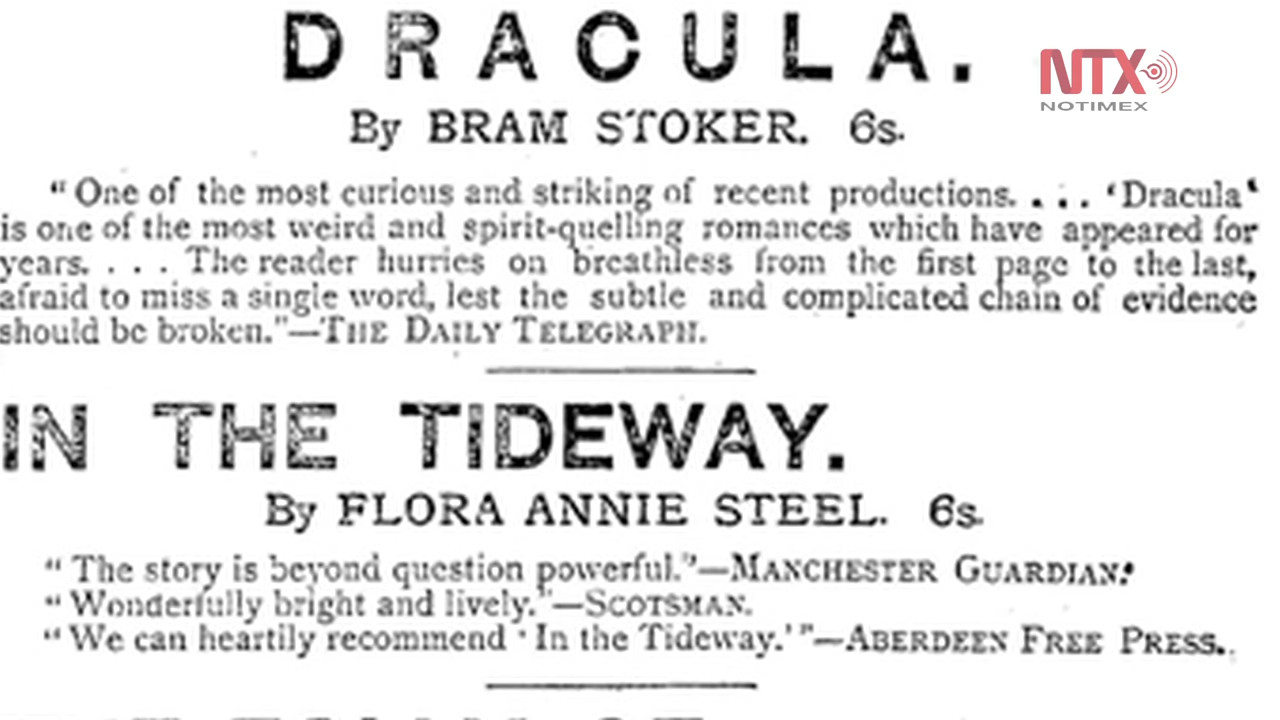 DRACULA.
NTX
NOTIMEX
By BRAM STOKER. 6s.
"One of the most curious and striking of recent productions. . . . 'Dracula'
is one of the most weird and spirit-quelling romances which have appeared for
years. . . . The reader hurries on breathless from the first page to the last,
afraid to miss a single word, lest the subtle and complicated chain of evidence
should be broken."—THE DAILY TELEGRAPH.
IN THE TIDEWAY.
By FLORA ANNIE STEEL. 6s.
"The story is beyond question powerful."—MANCHESTER GUARDIAN.
"Wonderfully bright and lively."—SCOTSMAN.
"We can heartily recommend 'In the Tideway.'"—ABERDEEN FREE PRESS.